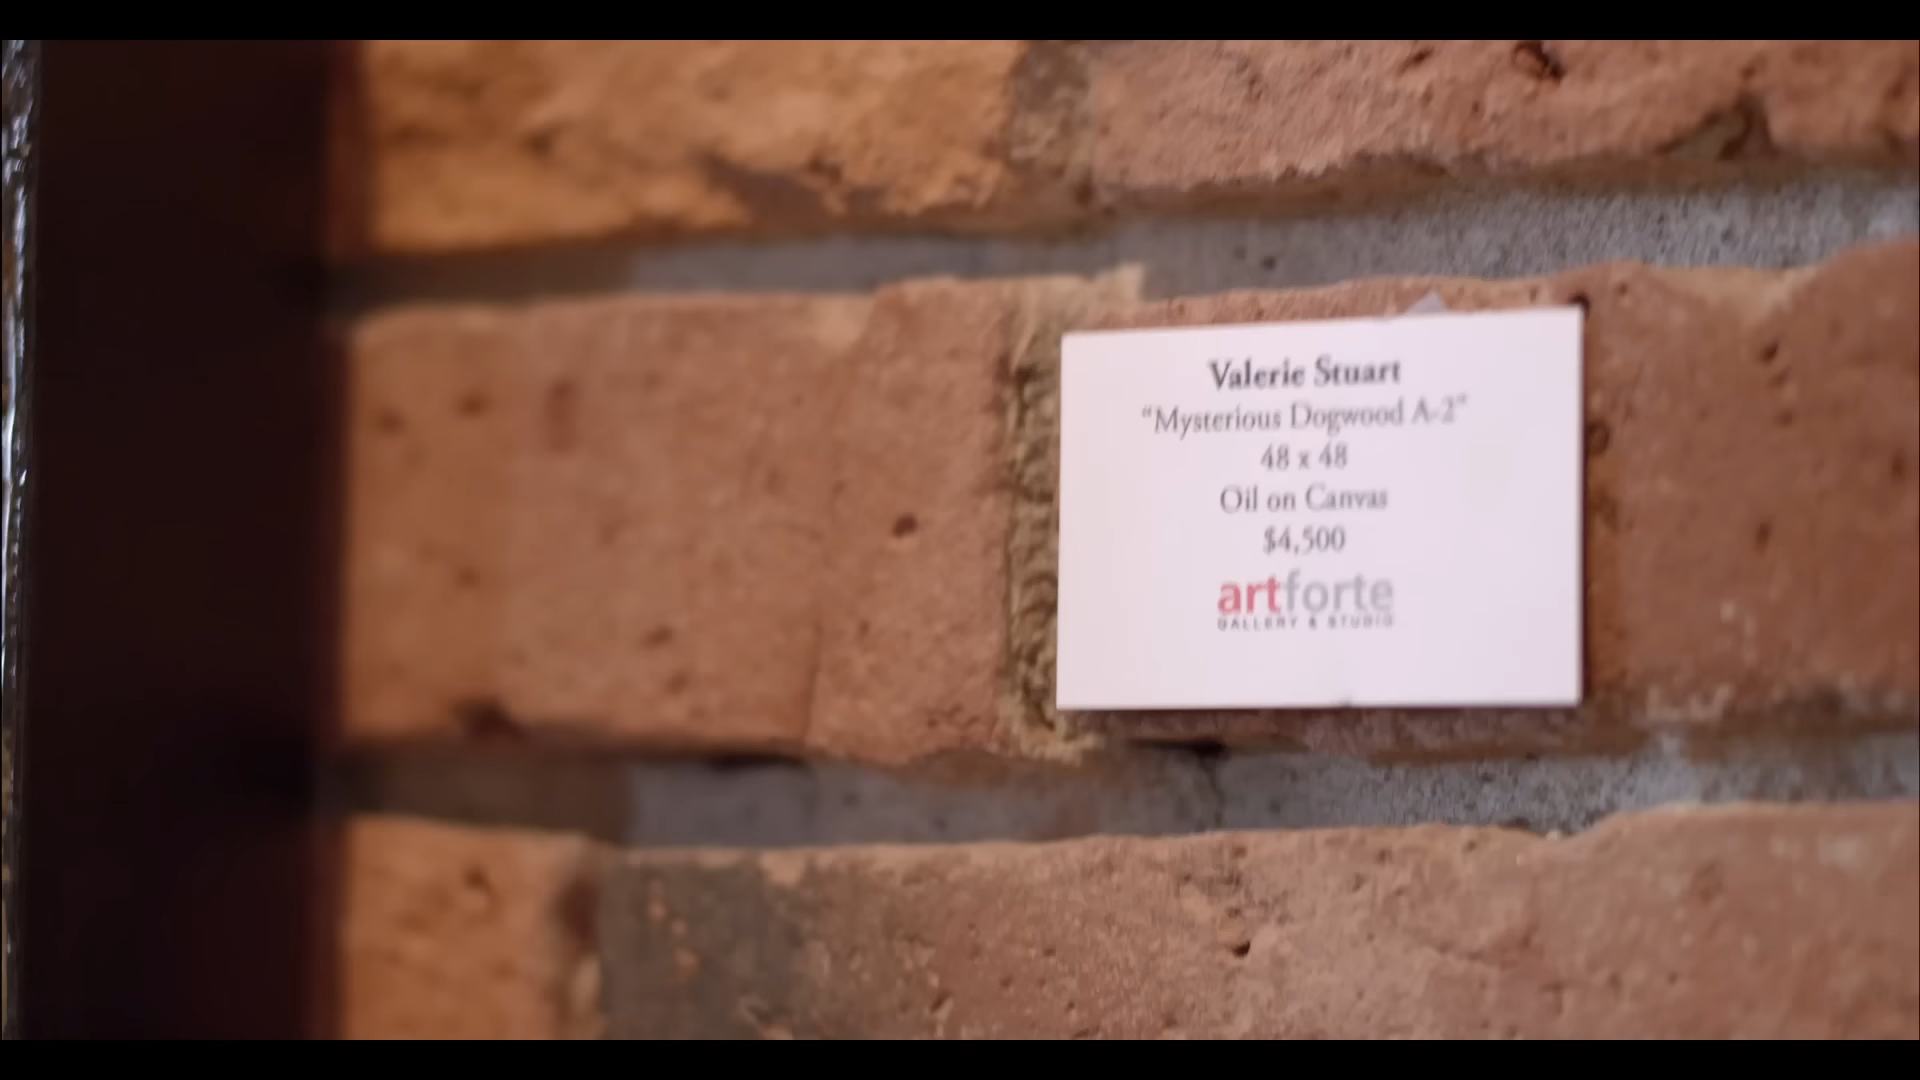 Valerie Stuart
“Mysterious Dogwood A-2”
48 x 48
Oil on Canvas
$4,500
artforte
GALLERY & STUDIO